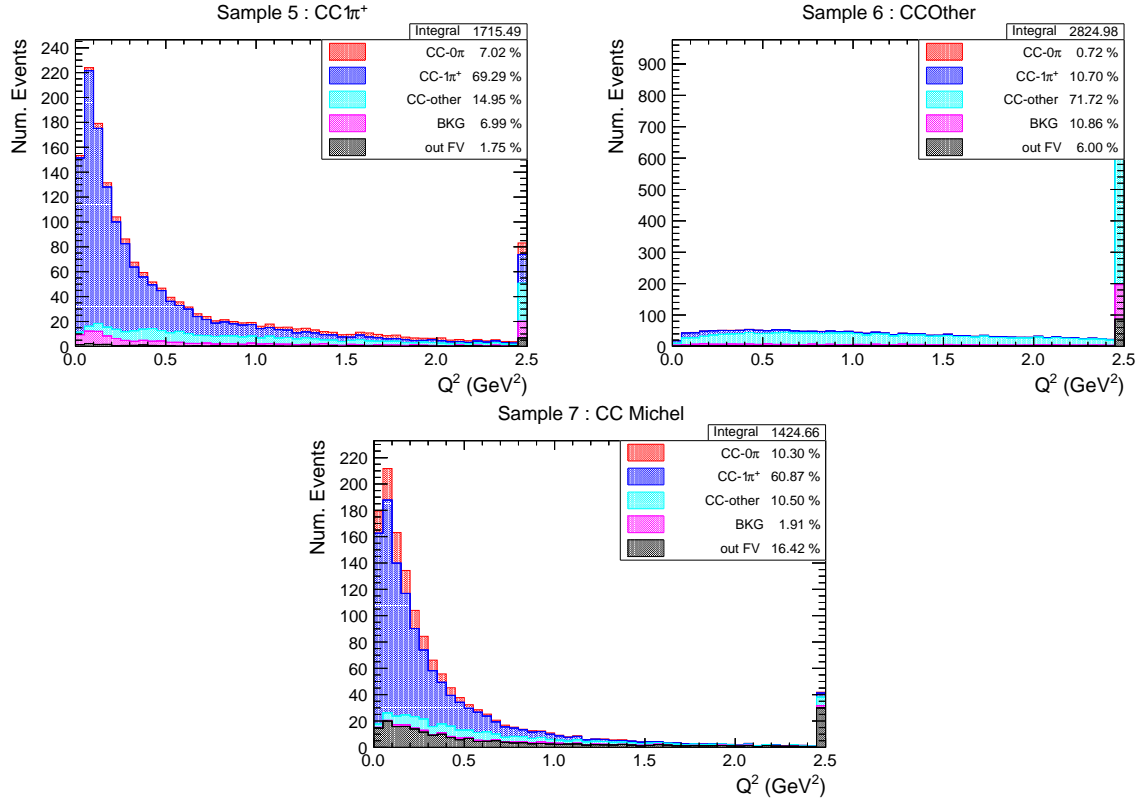 Sample 5 : CC1π⁺
Integral 1715.49
CC-0π 7.02 %
CC-1π⁺ 69.29 %
CC-other 14.95 %
BKG 6.99 %
out FV 1.75 %
Num. Events
220
200
180
160
140
120
100
80
60
40
20
0
0.0 0.5 1.0 1.5 2.0 2.5
Q² (GeV²)
Sample 6 : CCOther
Integral 2824.98
CC-0π 0.72 %
CC-1π⁺ 10.70 %
CC-other 71.72 %
BKG 10.86 %
out FV 6.00 %
Num. Events
900
800
700
600
500
400
300
200
100
0
0.0 0.5 1.0 1.5 2.0 2.5
Q² (GeV²)
Sample 7 : CC Michel
Integral 1424.66
CC-0π 10.30 %
CC-1π⁺ 60.87 %
CC-other 10.50 %
BKG 1.91 %
out FV 16.42 %
Num. Events
220
200
180
160
140
120
100
80
60
40
20
0
0.0 0.5 1.0 1.5 2.0 2.5
Q² (GeV²)